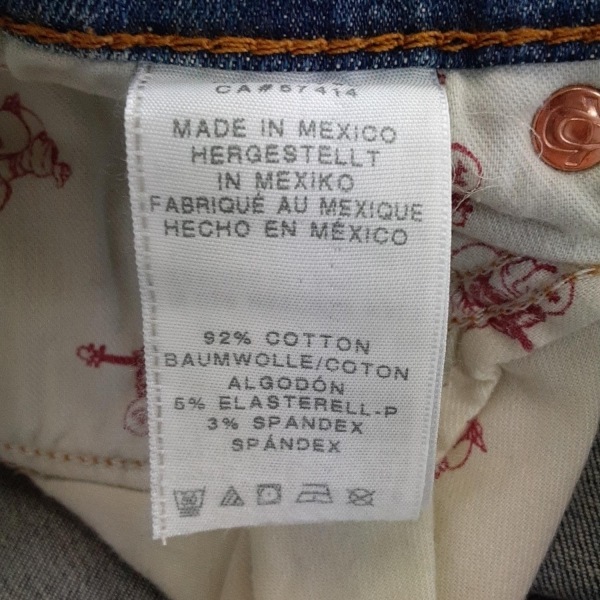 CA#57414
MADE IN MEXICO
HERGESTELLT
IN MEXIKO
FABRIQUÉ AU MEXIQUE
HECHO EN MÉXICO
92% COTTON
BAUMWOLLE/COTON
ALGODÓN
5% ELASTERELL-P
3% SPANDEX
SPÁNDEX